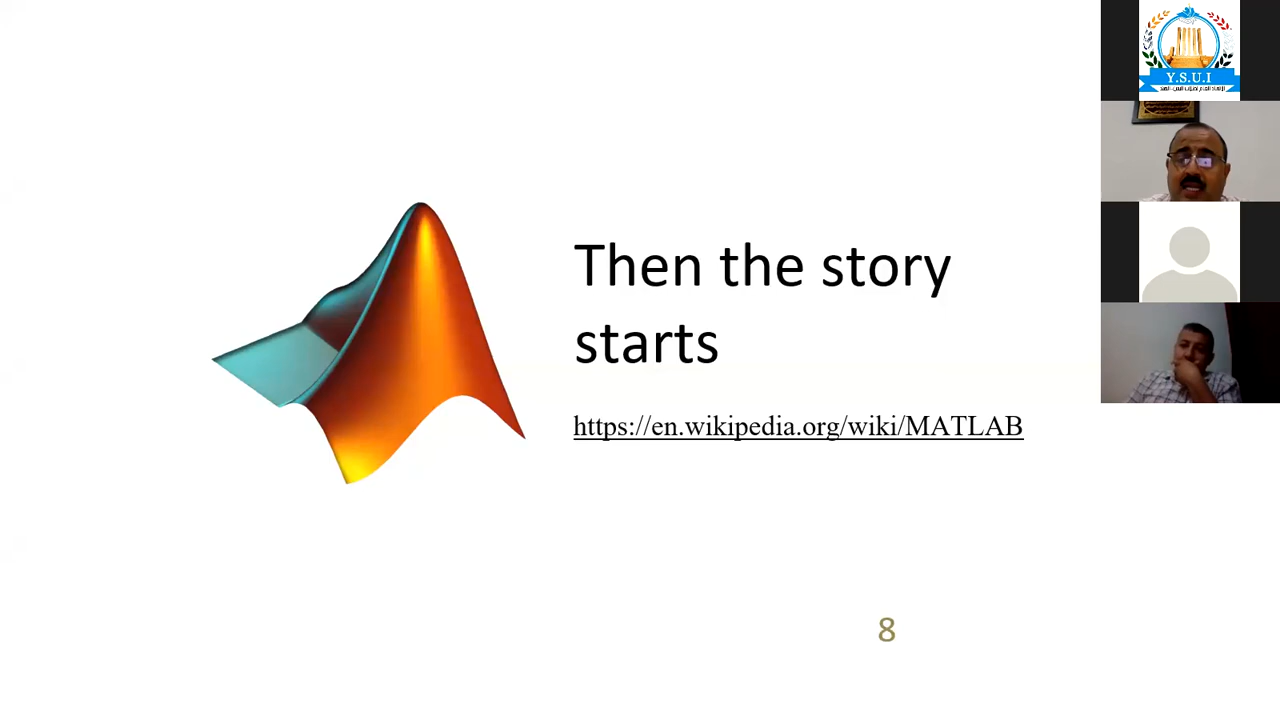 Then the story
starts
https://en.wikipedia.org/wiki/MATLAB
8
Y.S.U.I